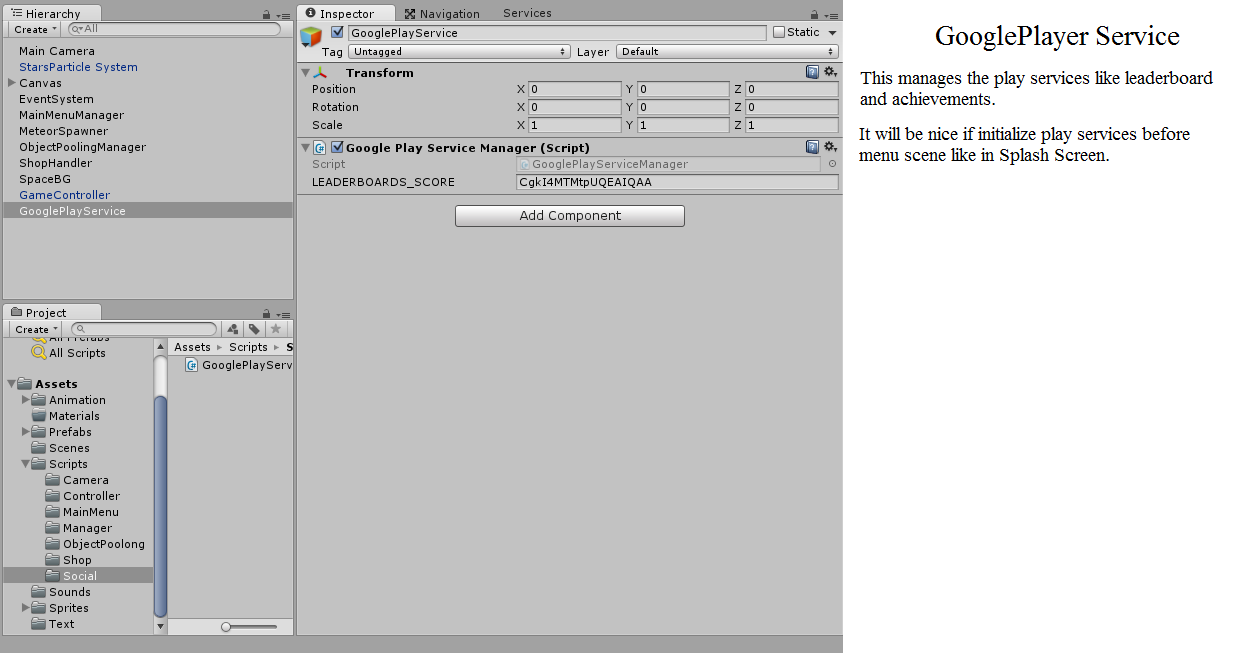 Hierarchy
Create
All
Main Camera
StarsParticle System
Canvas
EventSystem
MainMenuManager
MeteorSpawner
ObjectPoolingManager
ShopHandler
SpaceBG
GameController
GooglePlayService
Project
Create
All Prefabs
All Scripts
Assets
Animation
Materials
Prefabs
Scenes
Scripts
Camera
Controller
MainMenu
Manager
ObjectPoolong
Shop
Social
Sounds
Sprites
Text
Assets ▸ Scripts ▸ S
GooglePlayServ
Inspector Navigation Services
GooglePlayService Static
Tag Untagged Layer Default
Transform
Position X 0 Y 0 Z 0
Rotation X 0 Y 0 Z 0
Scale X 1 Y 1 Z 1
Google Play Service Manager (Script)
Script GooglePlayServiceManager
LEADERBOARDS_SCORE CgkI4MTMtpUQEAIQAA
Add Component
GooglePlayer Service
This manages the play services like leaderboard
and achievements.
It will be nice if initialize play services before
menu scene like in Splash Screen.